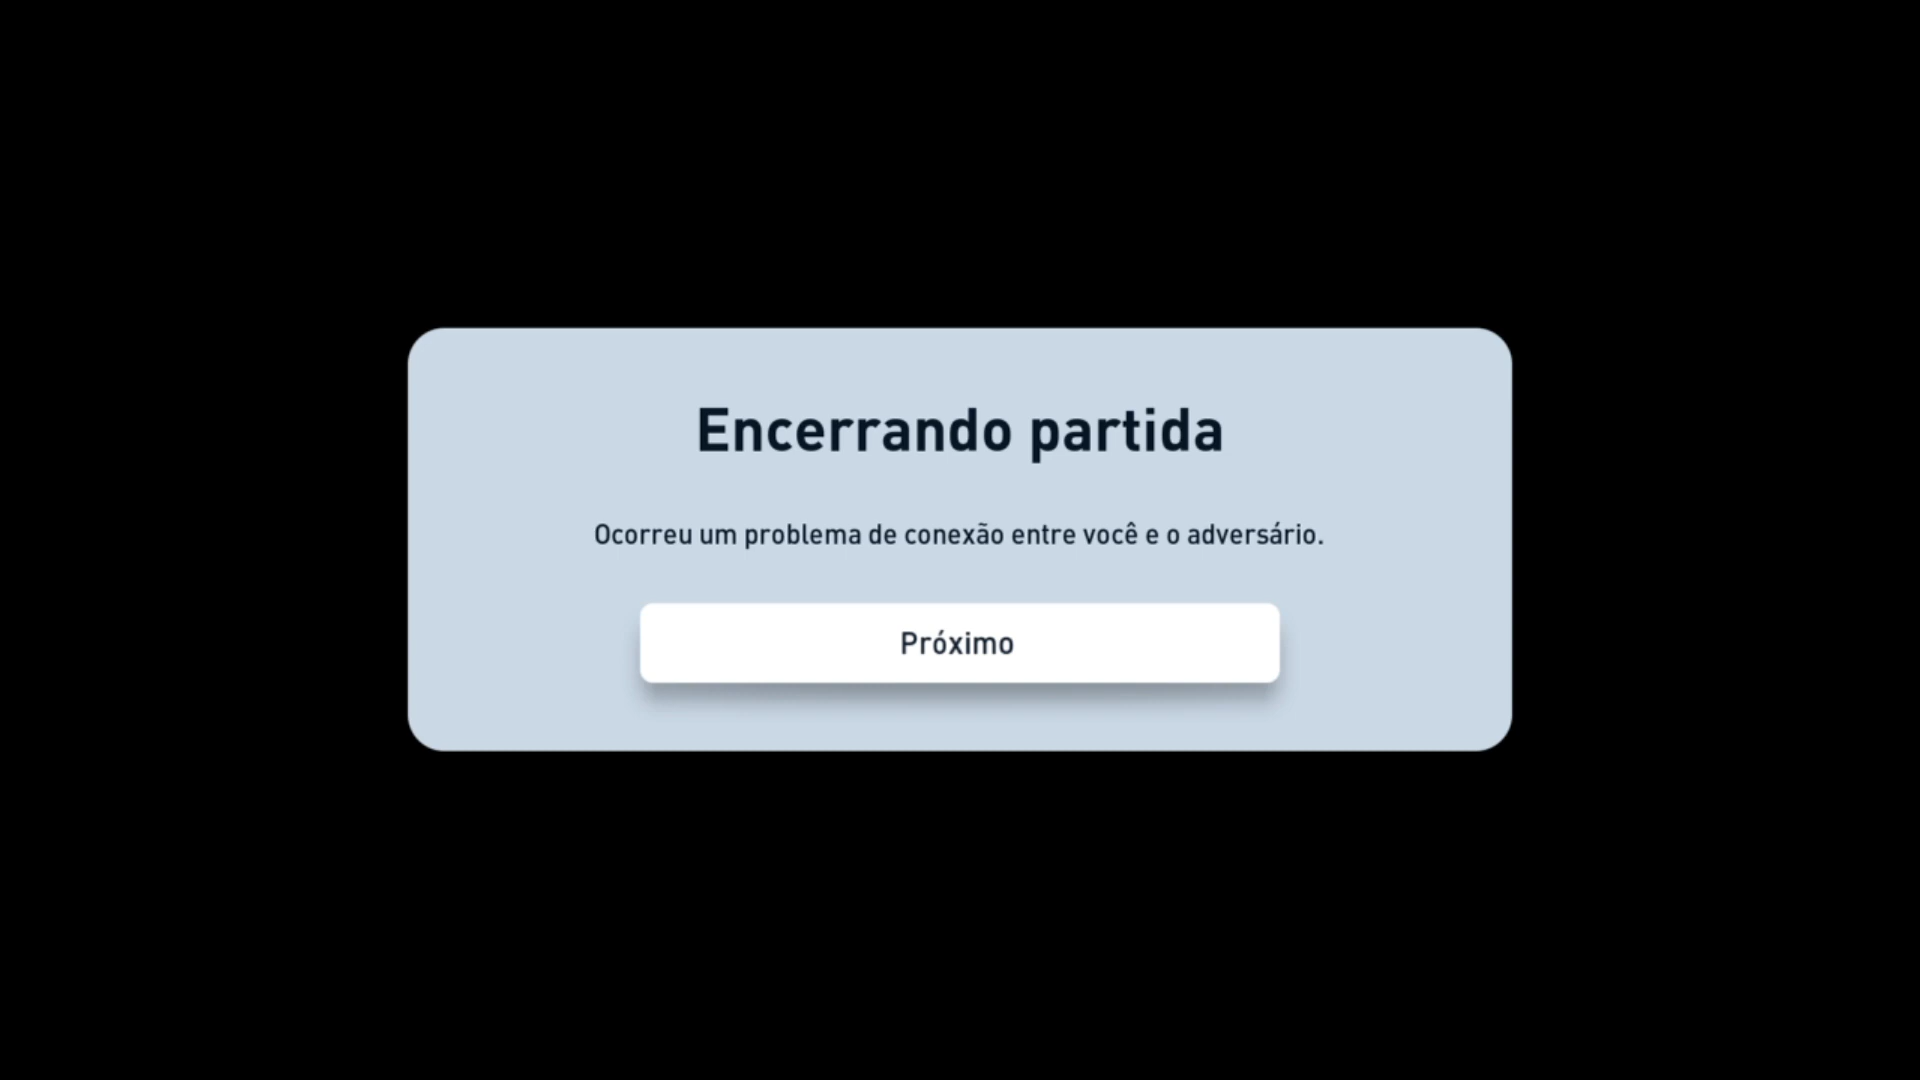 Encerrando partida
Ocorreu um problema de conexão entre você e o adversário.
Próximo